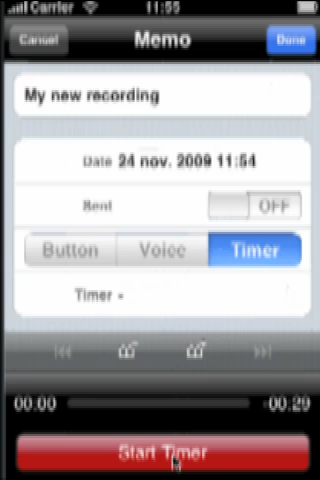 Carrier 11:55
Cancel Memo Done
My new recording
Date 24 nov. 2009 11:54
Sent OFF
Button Voice Timer
Timer -
00.00 -00.29
Start Timer